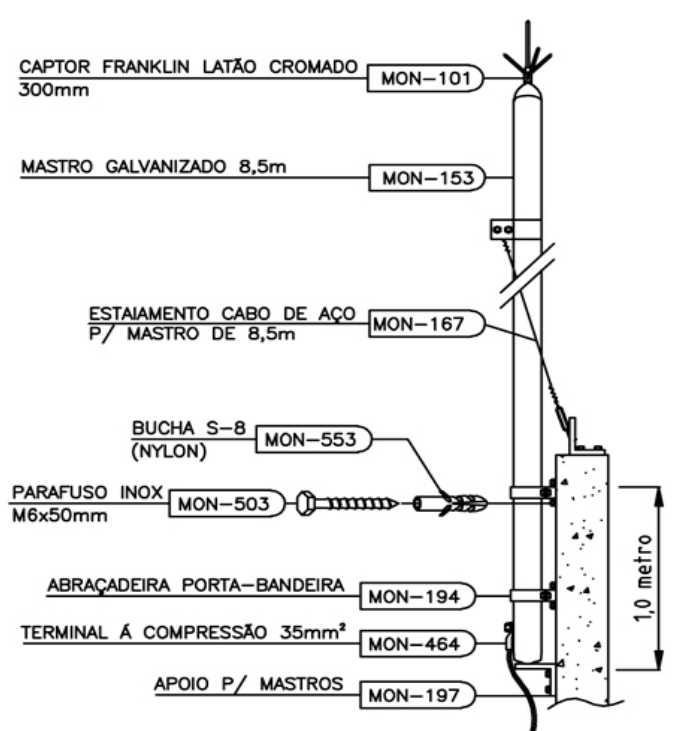 CAPTOR FRANKLIN LATÃO CROMADO
300mm
MON-101
MASTRO GALVANIZADO 8,5m
MON-153
ESTAIAMENTO CABO DE AÇO
P/ MASTRO DE 8,5m
MON-167
BUCHA S-8
(NYLON)
MON-553
PARAFUSO INOX
M6x50mm
MON-503
ABRAÇADEIRA PORTA-BANDEIRA
MON-194
TERMINAL Á COMPRESSÃO 35mm²
MON-464
APOIO P/ MASTROS
MON-197
1,0 metro